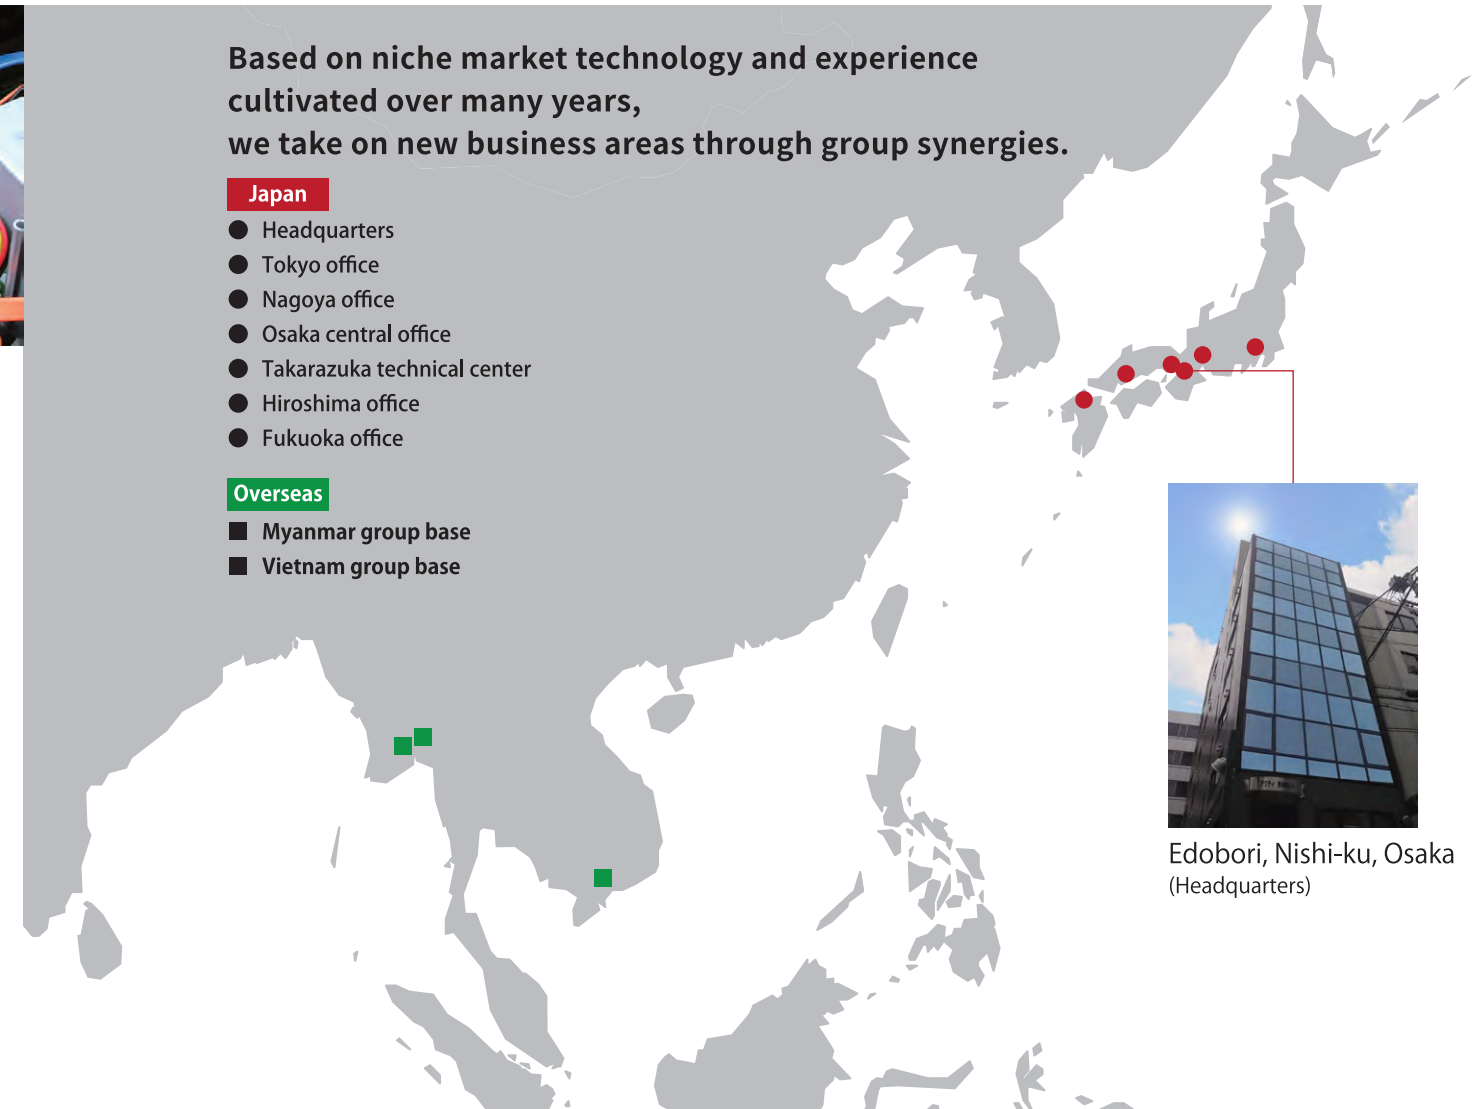 Based on niche market technology and experience
cultivated over many years,
we take on new business areas through group synergies.
Japan
Headquarters
Tokyo office
Nagoya office
Osaka central office
Takarazuka technical center
Hiroshima office
Fukuoka office
Overseas
Myanmar group base
Vietnam group base
Edobori, Nishi-ku, Osaka
(Headquarters)